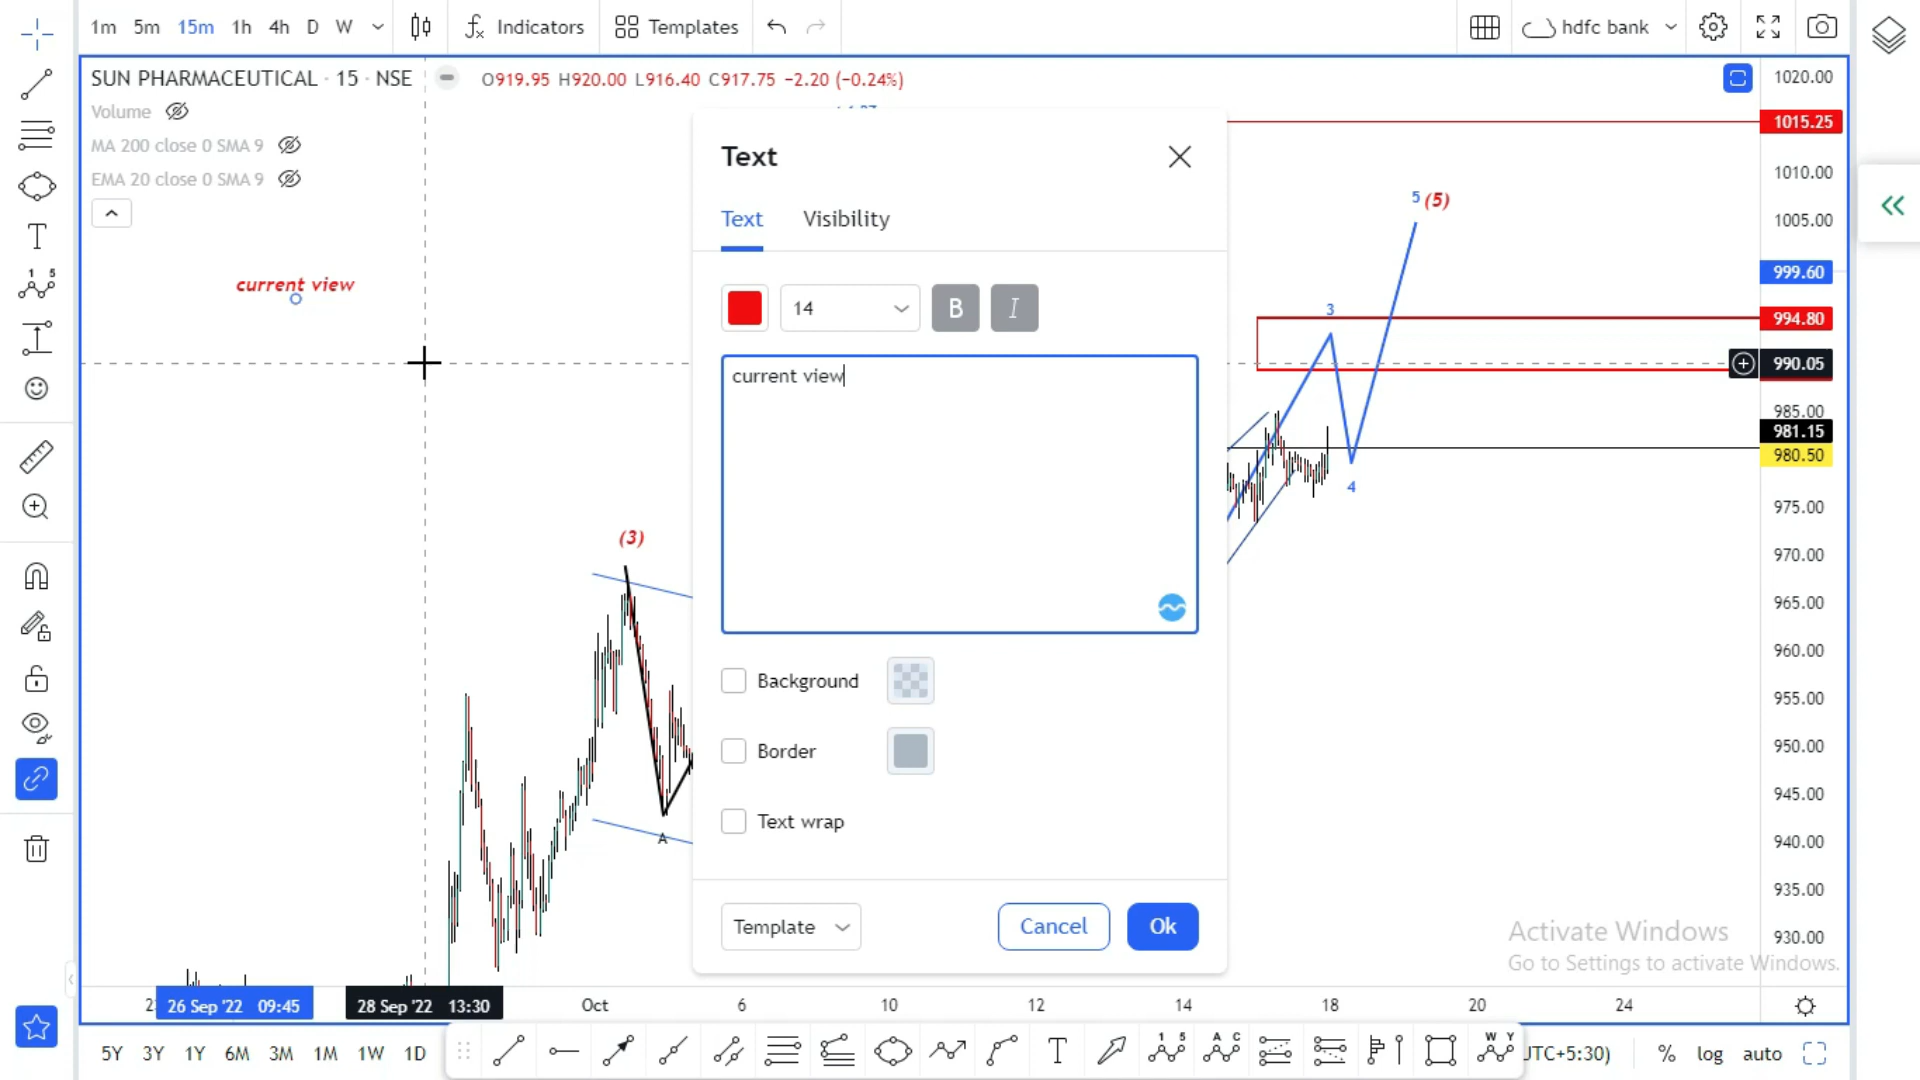 1m 5m 15m 1h 4h D W Indicators Templates hdfc bank
SUN PHARMACEUTICAL · 15 · NSE O919.95 H920.00 L916.40 C917.75 −2.20 (−0.24%)
Volume
MA 200 close 0 SMA 9
EMA 20 close 0 SMA 9
current view
(3)
A
Text
Text Visibility
14 B I
current view
Background
Border
Text wrap
Template Cancel Ok
5 (5)
3
4
1020.00
1015.25
1010.00
1005.00
999.60
994.80
990.05
985.00
981.15
980.50
975.00
970.00
965.00
960.00
955.00
950.00
945.00
940.00
935.00
930.00
Activate Windows
Go to Settings to activate Windows.
26 Sep '22 09:45 28 Sep '22 13:30 Oct 6 10 12 14 18 20 24
5Y 3Y 1Y 6M 3M 1M 1W 1D UTC+5:30) % log auto